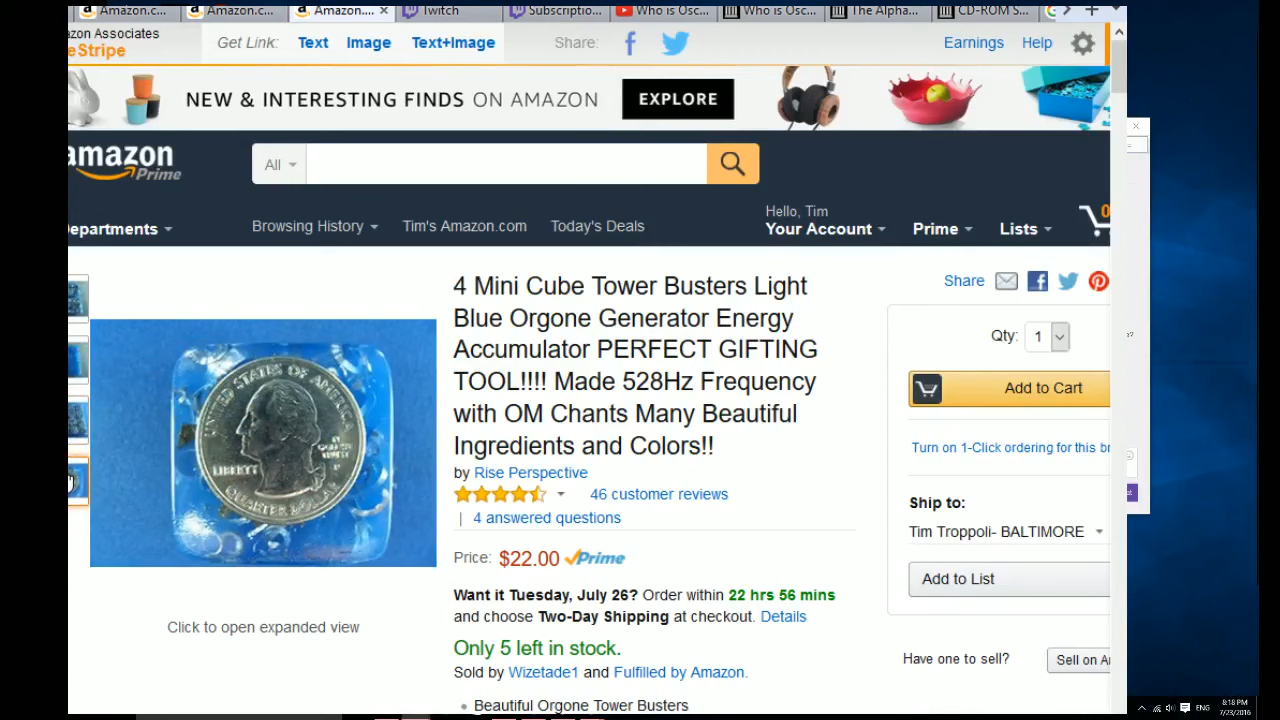 Amazon.c...
Amazon.c...
Amazon....
Twitch
Subscriptio...
Who is Osc...
Who is Osc...
The Alpha...
CD-ROM S...
zon Associates
eStripe
Get Link:
Text
Image
Text+Image
Share:
Earnings
Help
NEW & INTERESTING FINDS ON AMAZON
EXPLORE
amazon
Prime
All
Departments
Browsing History
Tim's Amazon.com
Today's Deals
Hello, Tim
Your Account
Prime
Lists
0
4 Mini Cube Tower Busters Light
Blue Orgone Generator Energy
Accumulator PERFECT GIFTING
TOOL!!!! Made 528Hz Frequency
with OM Chants Many Beautiful
Ingredients and Colors!!
by Rise Perspective
46 customer reviews
| 4 answered questions
Price: $22.00 Prime
Want it Tuesday, July 26? Order within 22 hrs 56 mins
and choose Two-Day Shipping at checkout. Details
Only 5 left in stock.
Sold by Wizetade1 and Fulfilled by Amazon.
• Beautiful Orgone Tower Busters
UNITED STATES OF AM
LIBERTY
QUARTER DOLLAR
Click to open expanded view
Share
Qty: 1
Add to Cart
Turn on 1-Click ordering for this br
Ship to:
Tim Troppoli- BALTIMORE
Add to List
Have one to sell?
Sell on Am
ENG
8:18 PM
7/23/2016